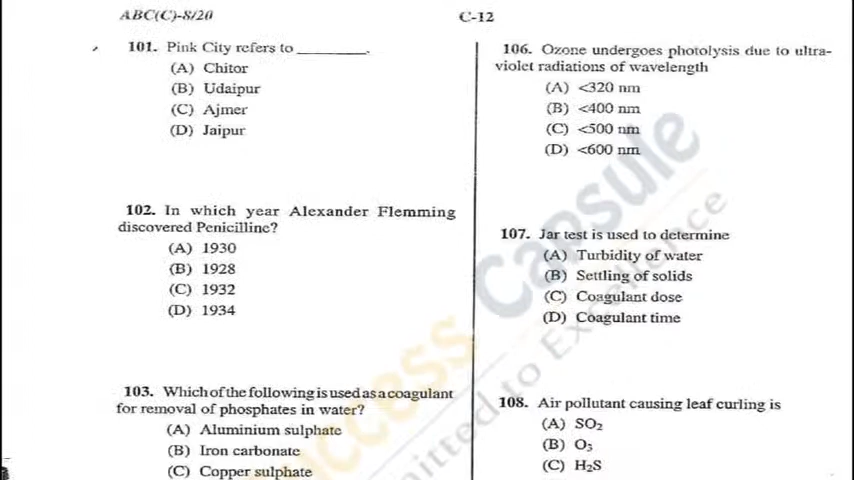 ABC(C)-8/20
C-12
101. Pink City refers to ________.
(A) Chitor
(B) Udaipur
(C) Ajmer
(D) Jaipur
102. In which year Alexander Flemming
discovered Penicilline?
(A) 1930
(B) 1928
(C) 1932
(D) 1934
103. Which of the following is used as a coagulant
for removal of phosphates in water?
(A) Aluminium sulphate
(B) Iron carbonate
(C) Copper sulphate
106. Ozone undergoes photolysis due to ultra-
violet radiations of wavelength
(A) <320 nm
(B) <400 nm
(C) <500 nm
(D) <600 nm
107. Jar test is used to determine
(A) Turbidity of water
(B) Settling of solids
(C) Coagulant dose
(D) Coagulant time
108. Air pollutant causing leaf curling is
(A) SO₂
(B) O₃
(C) H₂S
Capsule
to Excellence